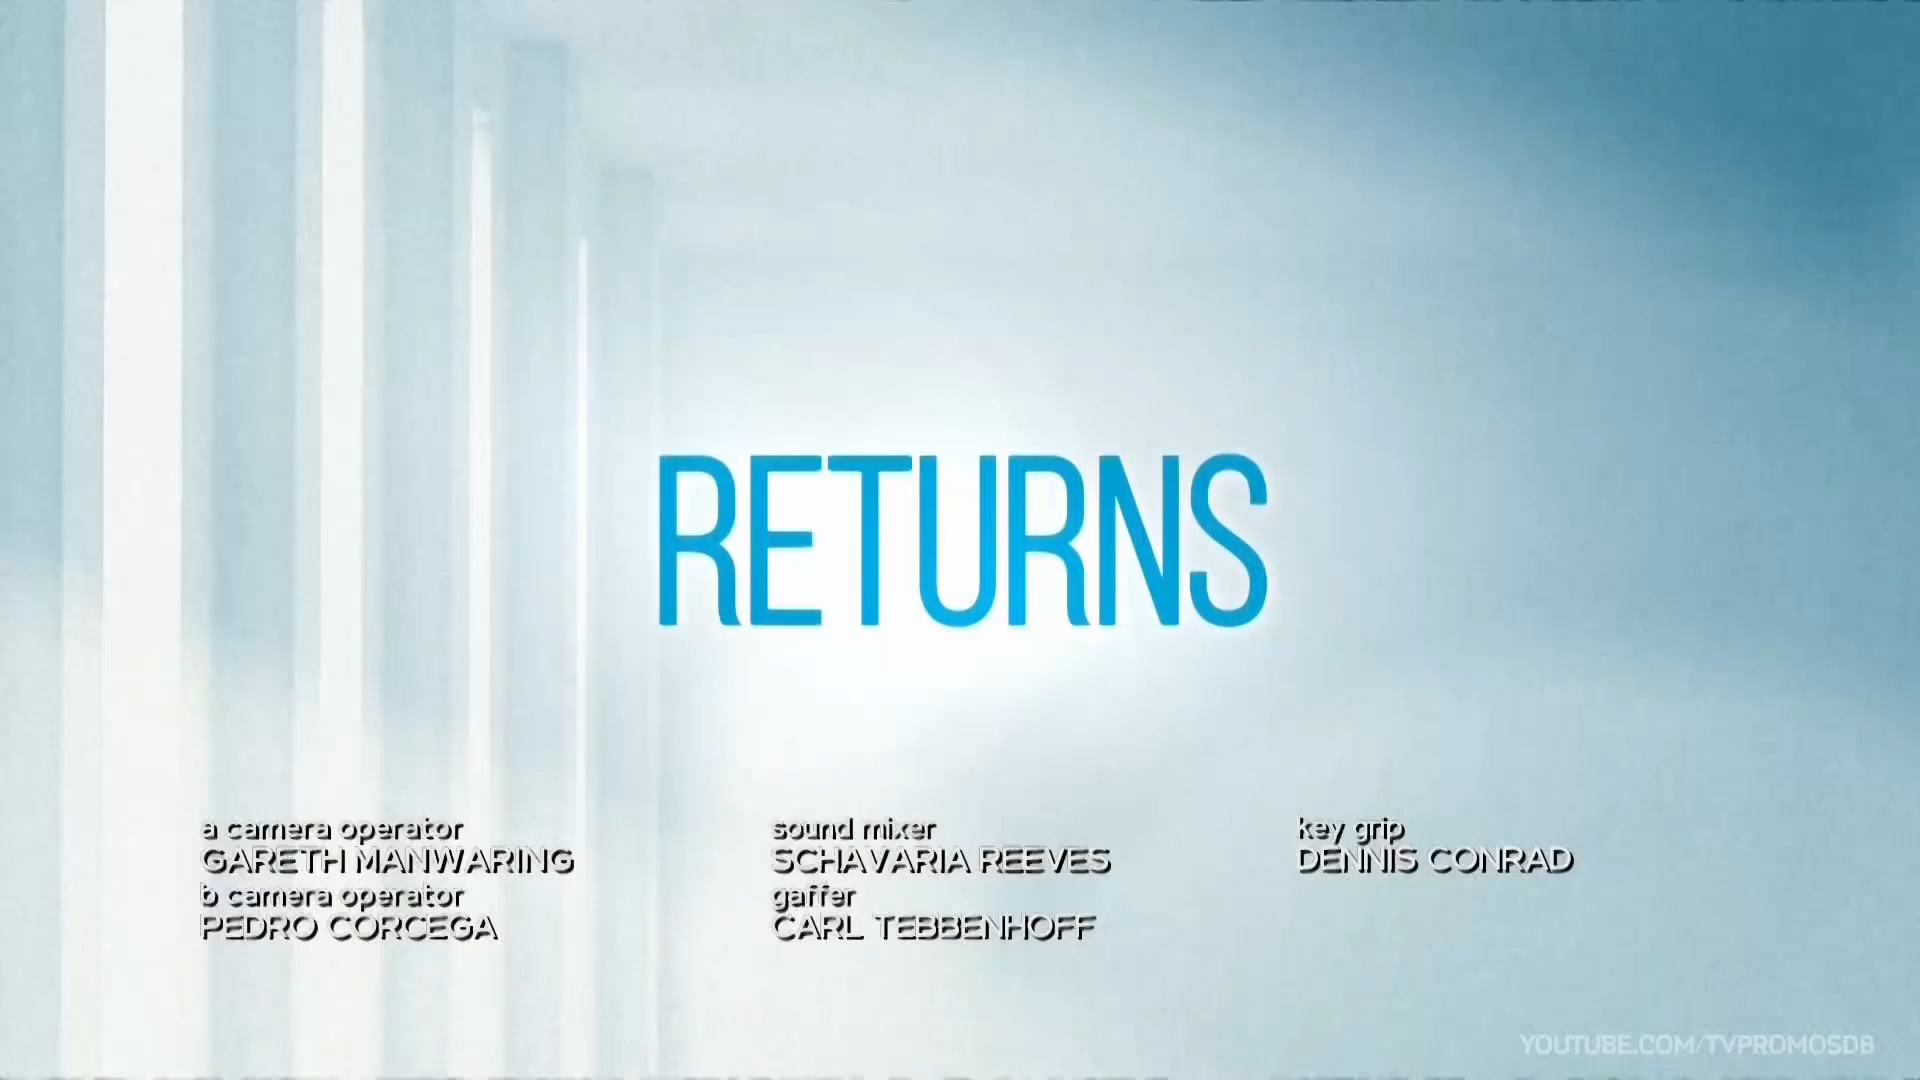 RETURNS
a camera operator
GARETH MANWARING
b camera operator
PEDRO CORCEGA
sound mixer
SCHAVARIA REEVES
gaffer
CARL TEBBENHOFF
key grip
DENNIS CONRAD
YOUTUBE.COM/TVPROMOSDB